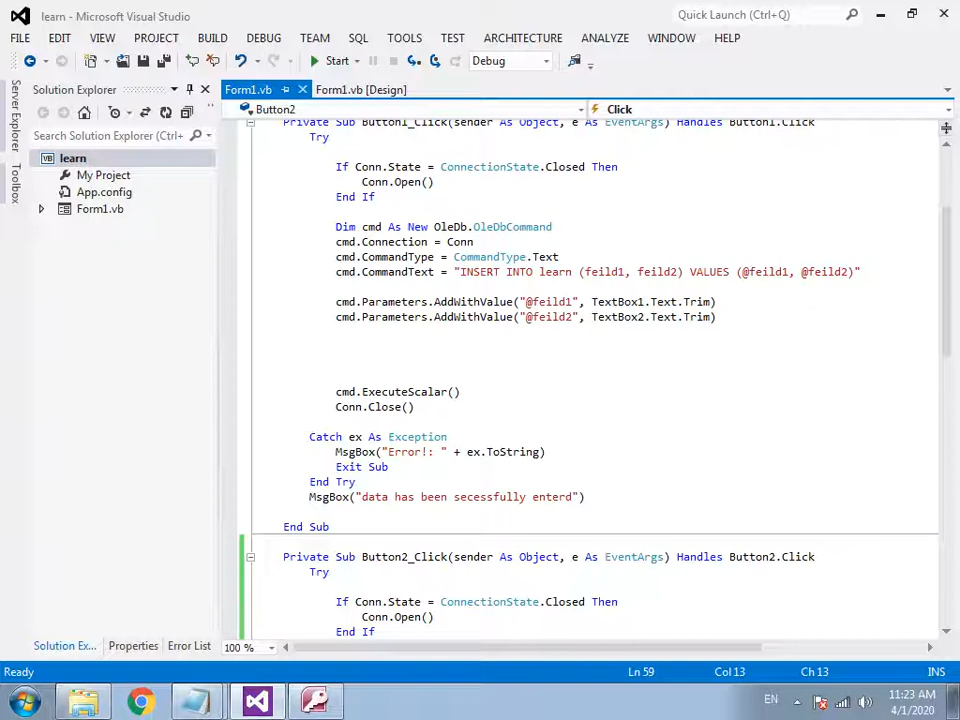 learn - Microsoft Visual Studio
Quick Launch (Ctrl+Q)
FILE EDIT VIEW PROJECT BUILD DEBUG TEAM SQL TOOLS TEST ARCHITECTURE ANALYZE WINDOW HELP
Start Debug
Server Explorer
Toolbox
Solution Explorer
Search Solution Explorer (Ctrl+
VB learn
My Project
App.config
Form1.vb
Form1.vb Form1.vb [Design]
Button2 Click
Private Sub Button1_Click(sender As Object, e As EventArgs) Handles Button1.Click
Try
If Conn.State = ConnectionState.Closed Then
Conn.Open()
End If
Dim cmd As New OleDb.OleDbCommand
cmd.Connection = Conn
cmd.CommandType = CommandType.Text
cmd.CommandText = "INSERT INTO learn (feild1, feild2) VALUES (@feild1, @feild2)"
cmd.Parameters.AddWithValue("@feild1", TextBox1.Text.Trim)
cmd.Parameters.AddWithValue("@feild2", TextBox2.Text.Trim)
cmd.ExecuteScalar()
Conn.Close()
Catch ex As Exception
MsgBox("Error!: " + ex.ToString)
Exit Sub
End Try
MsgBox("data has been secessfully enterd")
End Sub
Private Sub Button2_Click(sender As Object, e As EventArgs) Handles Button2.Click
Try
If Conn.State = ConnectionState.Closed Then
Conn.Open()
End If
Solution Ex... Properties Error List
100 %
Ready Ln 59 Col 13 Ch 13 INS
EN
11:23 AM
4/1/2020